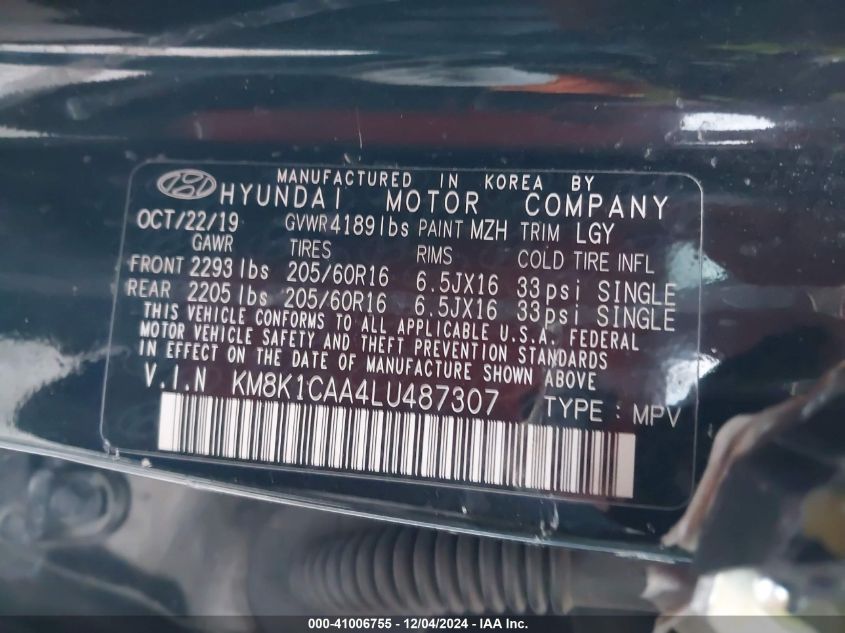 MANUFACTURED IN KOREA BY
HYUNDAI MOTOR COMPANY
OCT/22/19 GVWR 4189 lbs PAINT MZH TRIM LGY
GAWR TIRES RIMS COLD TIRE INFL
FRONT 2293 lbs 205/60R16 6.5JX16 33psi SINGLE
REAR 2205 lbs 205/60R16 6.5JX16 33psi SINGLE
THIS VEHICLE CONFORMS TO ALL APPLICABLE U.S.A. FEDERAL
MOTOR VEHICLE SAFETY AND THEFT PREVENTION STANDARDS
IN EFFECT ON THE DATE OF MANUFACTURE SHOWN ABOVE
V.I.N KM8K1CAA4LU487307 TYPE : MPV
000-41006755 - 12/04/2024 - IAA Inc.